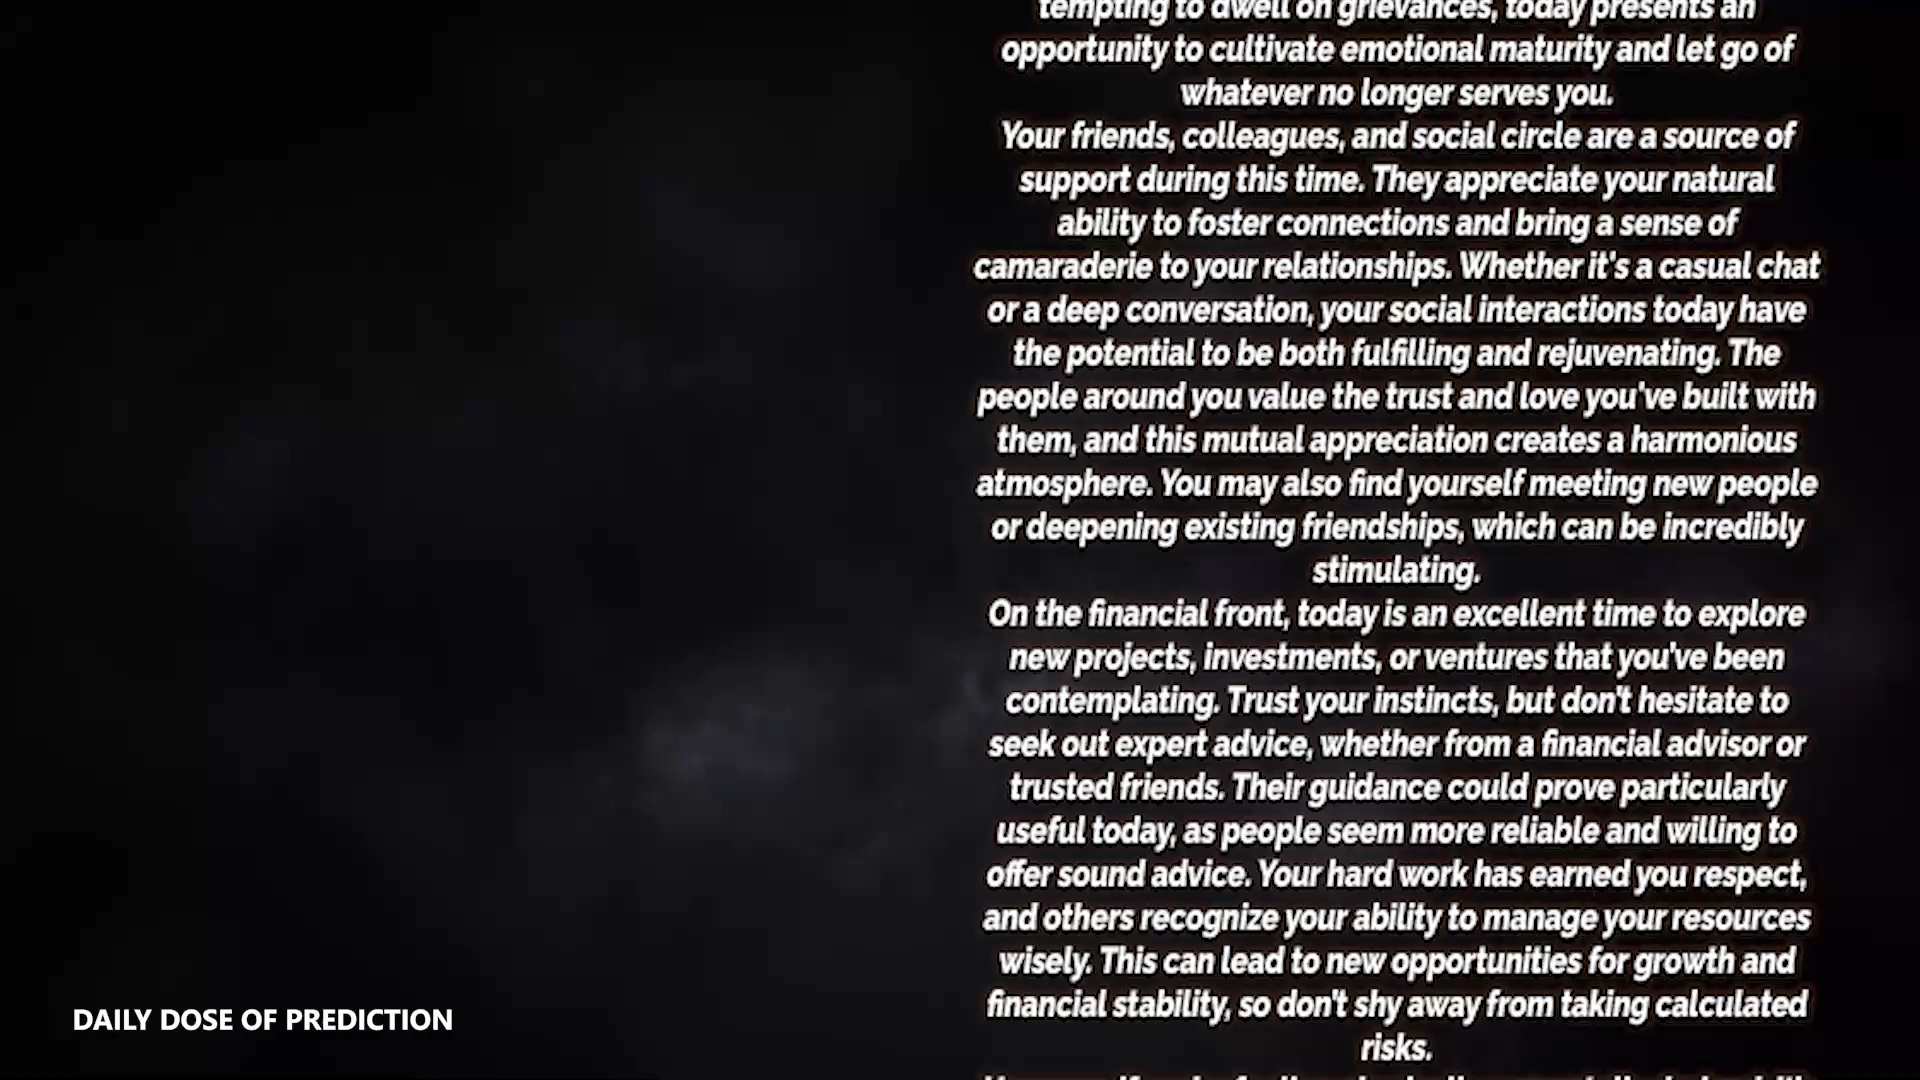 tempting to dwell on grievances, today presents an
opportunity to cultivate emotional maturity and let go of
whatever no longer serves you.
Your friends, colleagues, and social circle are a source of
support during this time. They appreciate your natural
ability to foster connections and bring a sense of
camaraderie to your relationships. Whether it's a casual chat
or a deep conversation, your social interactions today have
the potential to be both fulfilling and rejuvenating. The
people around you value the trust and love you've built with
them, and this mutual appreciation creates a harmonious
atmosphere. You may also find yourself meeting new people
or deepening existing friendships, which can be incredibly
stimulating.
On the financial front, today is an excellent time to explore
new projects, investments, or ventures that you've been
contemplating. Trust your instincts, but don't hesitate to
seek out expert advice, whether from a financial advisor or
trusted friends. Their guidance could prove particularly
useful today, as people seem more reliable and willing to
offer sound advice. Your hard work has earned you respect,
and others recognize your ability to manage your resources
wisely. This can lead to new opportunities for growth and
financial stability, so don't shy away from taking calculated
risks.
DAILY DOSE OF PREDICTION